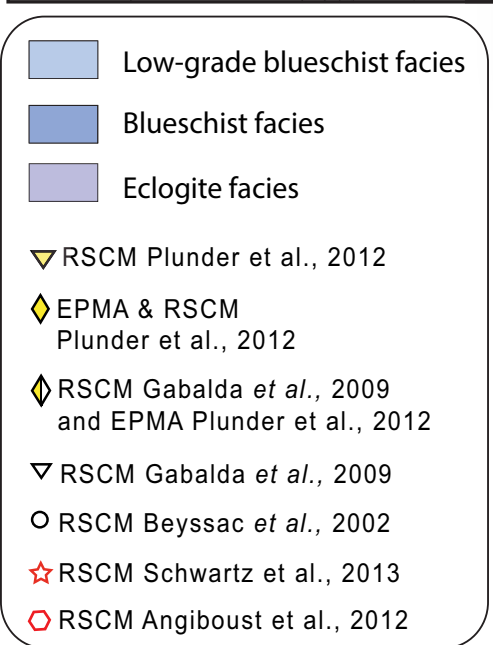 Low-grade blueschist facies
Blueschist facies
Eclogite facies
RSCM Plunder et al., 2012
EPMA & RSCM
Plunder et al., 2012
RSCM Gabalda et al., 2009
and EPMA Plunder et al., 2012
RSCM Gabalda et al., 2009
RSCM Beyssac et al., 2002
RSCM Schwartz et al., 2013
RSCM Angiboust et al., 2012